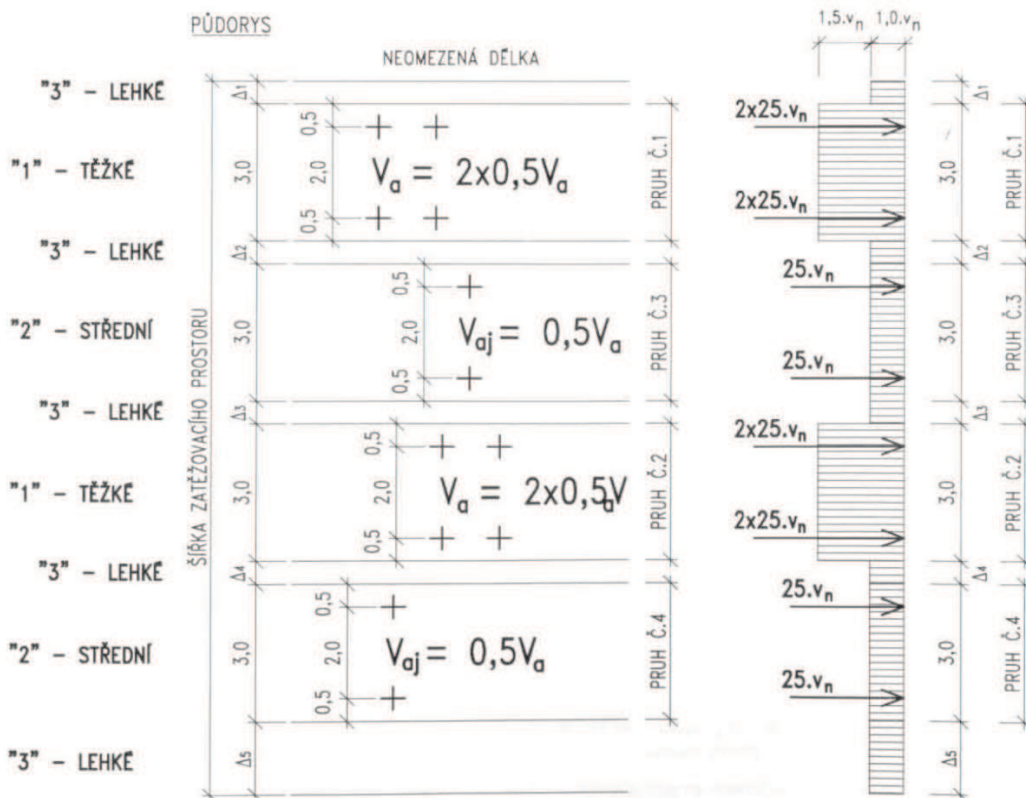 PŮDORYS
NEOMEZENÁ DÉLKA
1,5.vn 1,0.vn
"3" - LEHKÉ
Δ1
Δ1
"1" - TĚŽKÉ
3,0
0,5
2,0
0,5
Va = 2x0,5Va
PRUH Č.1
2x25.vn
2x25.vn
3,0
PRUH Č.1
"3" - LEHKÉ
Δ2
Δ2
"2" - STŘEDNÍ
3,0
0,5
2,0
0,5
Vaj = 0,5Va
PRUH Č.3
25.vn
25.vn
3,0
PRUH Č.3
ŠÍŘKA ZATĚŽOVACÍHO PROSTORU
"3" - LEHKÉ
Δ3
Δ3
"1" - TĚŽKÉ
3,0
0,5
2,0
0,5
Va = 2x0,5Va
PRUH Č.2
2x25.vn
2x25.vn
3,0
PRUH Č.2
"3" - LEHKÉ
Δ4
Δ4
"2" - STŘEDNÍ
3,0
0,5
2,0
0,5
Vaj = 0,5Va
PRUH Č.4
25.vn
25.vn
3,0
PRUH Č.4
"3" - LEHKÉ
Δ5
Δ5